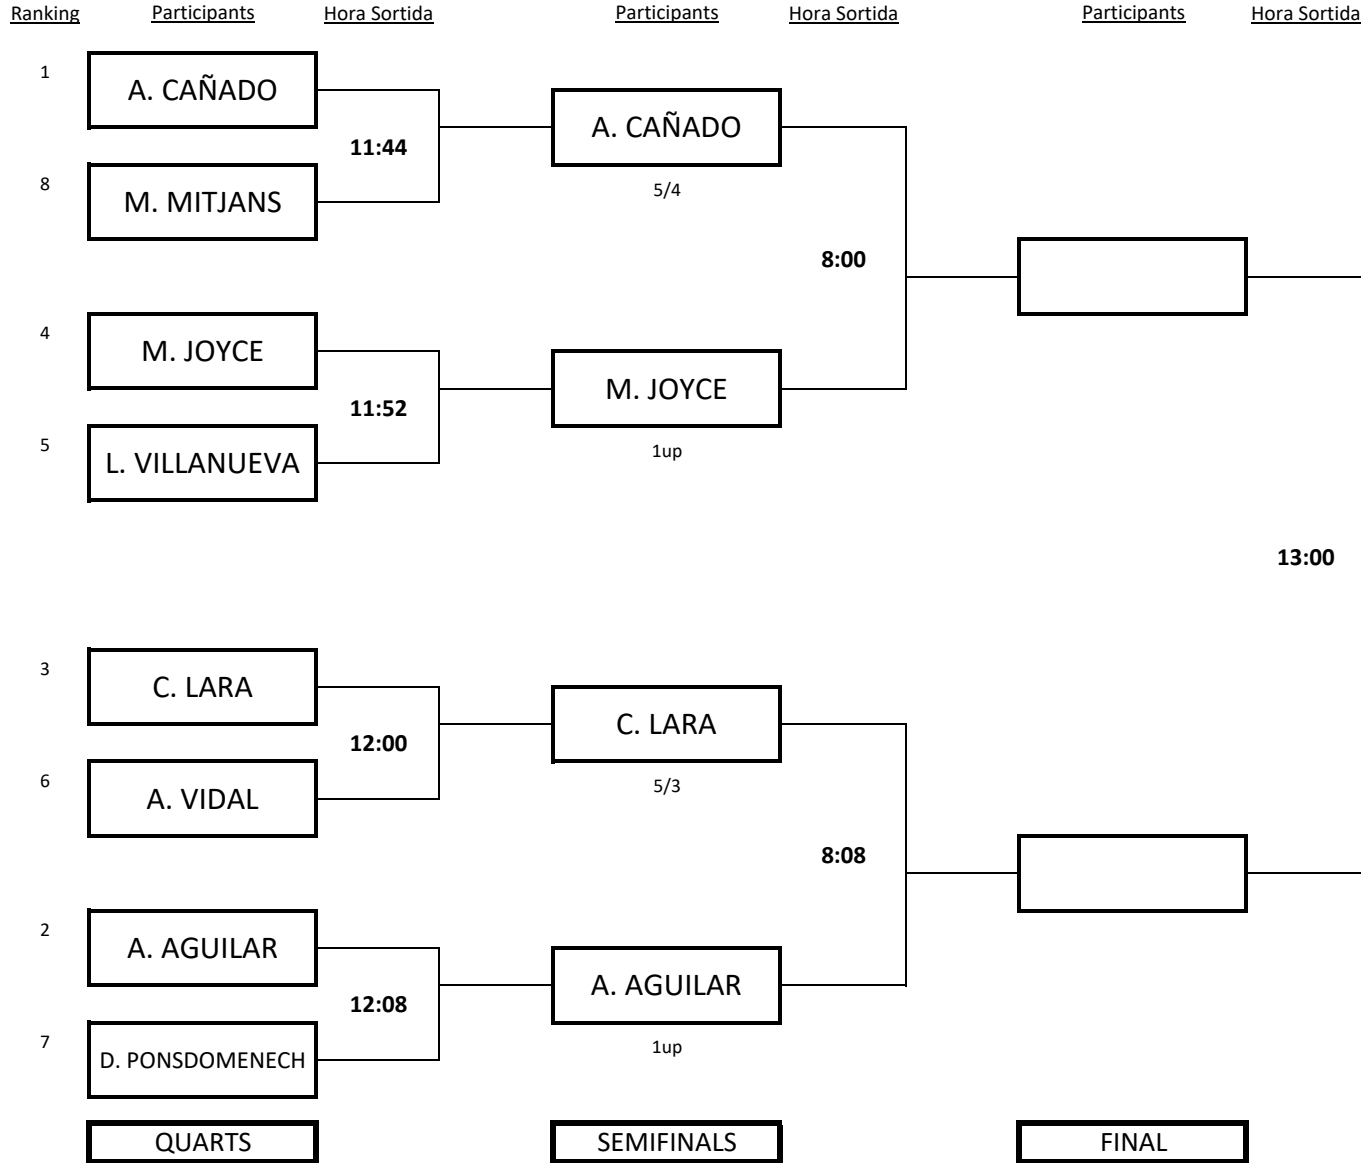 Ranking Participants Hora Sortida Participants Hora Sortida Participants Hora Sortida
1
A. CAÑADO
11:44
8
M. MITJANS
A. CAÑADO
5/4
8:00
4
M. JOYCE
11:52
5
L. VILLANUEVA
M. JOYCE
1up
13:00
3
C. LARA
12:00
6
A. VIDAL
C. LARA
5/3
8:08
2
A. AGUILAR
12:08
7
D. PONSDOMENECH
A. AGUILAR
1up
QUARTS SEMIFINALS FINAL